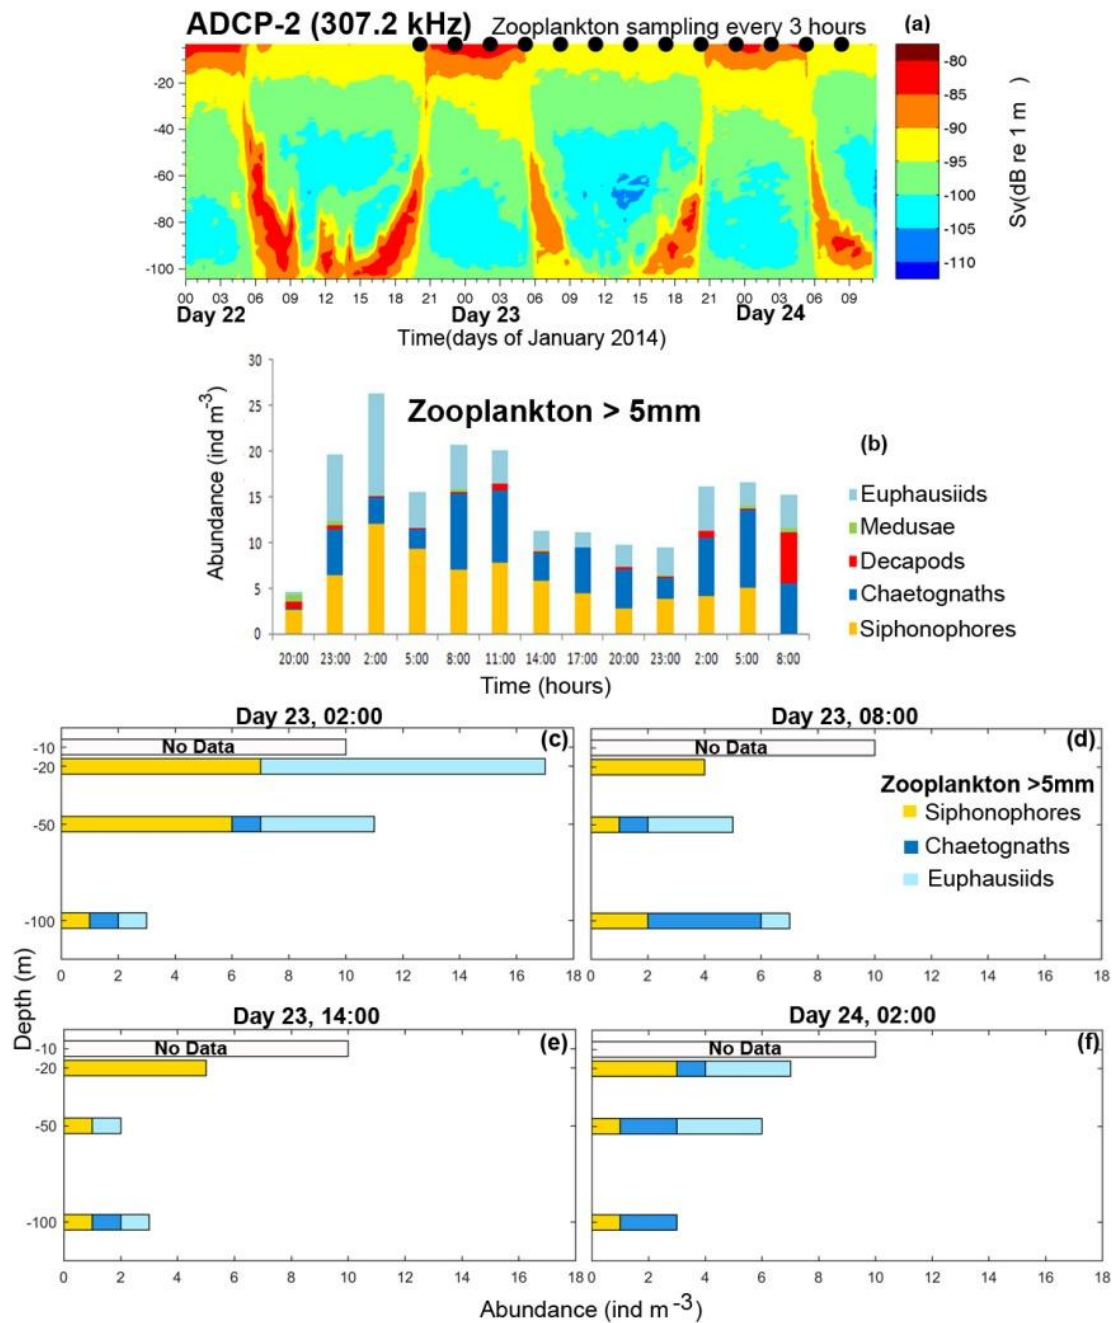 ADCP-2 (307.2 kHz) Zooplankton sampling every 3 hours (a)
-20
-40
-60
-80
-100
00 03 06 09 12 15 18 21 00 03 06 09 12 15 18 21 00 03 06 09
Day 22 Day 23 Day 24
Time(days of January 2014)
-80
-85
-90
-95
-100
-105
-110
Sv(dB re 1 m )
30
25
20
15
10
5
0
Abundance (ind m-3)
Zooplankton > 5mm
(b)
Euphausiids
Medusae
Decapods
Chaetognaths
Siphonophores
20:00 23:00 2:00 5:00 8:00 11:00 14:00 17:00 20:00 23:00 2:00 5:00 8:00
Time (hours)
Day 23, 02:00
(c)
No Data
-10
-20
-50
-100
0 2 4 6 8 10 12 14 16 18
Day 23, 08:00
(d)
No Data
Zooplankton >5mm
Siphonophores
Chaetognaths
Euphausiids
0 2 4 6 8 10 12 14 16 18
Depth (m)
Day 23, 14:00
(e)
No Data
-10
-20
-50
-100
0 2 4 6 8 10 12 14 16 18
Day 24, 02:00
(f)
No Data
0 2 4 6 8 10 12 14 16 18
Abundance (ind m-3)